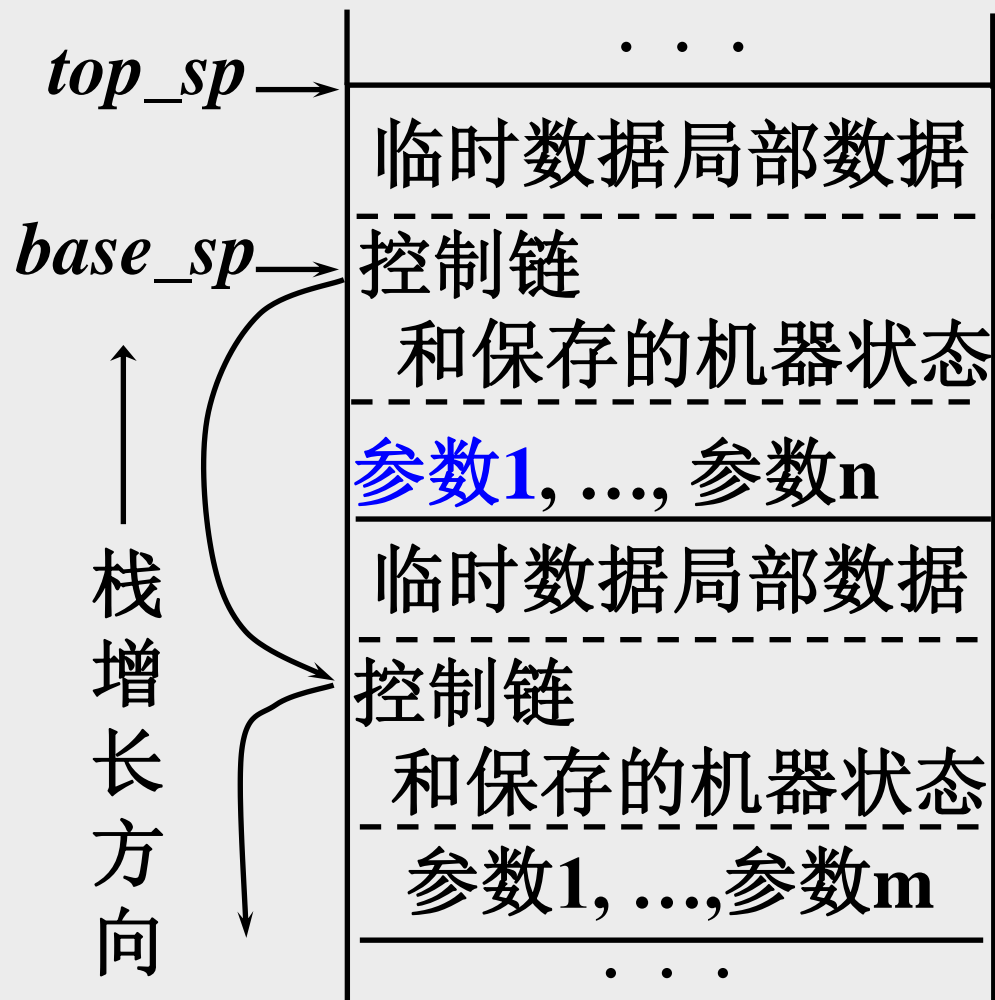 . . .
top_sp
临时数据局部数据
base_sp
控制链
和保存的机器状态
参数1, …, 参数n
临时数据局部数据
控制链
和保存的机器状态
参数1, …,参数m
. . .
栈
增
长
方
向